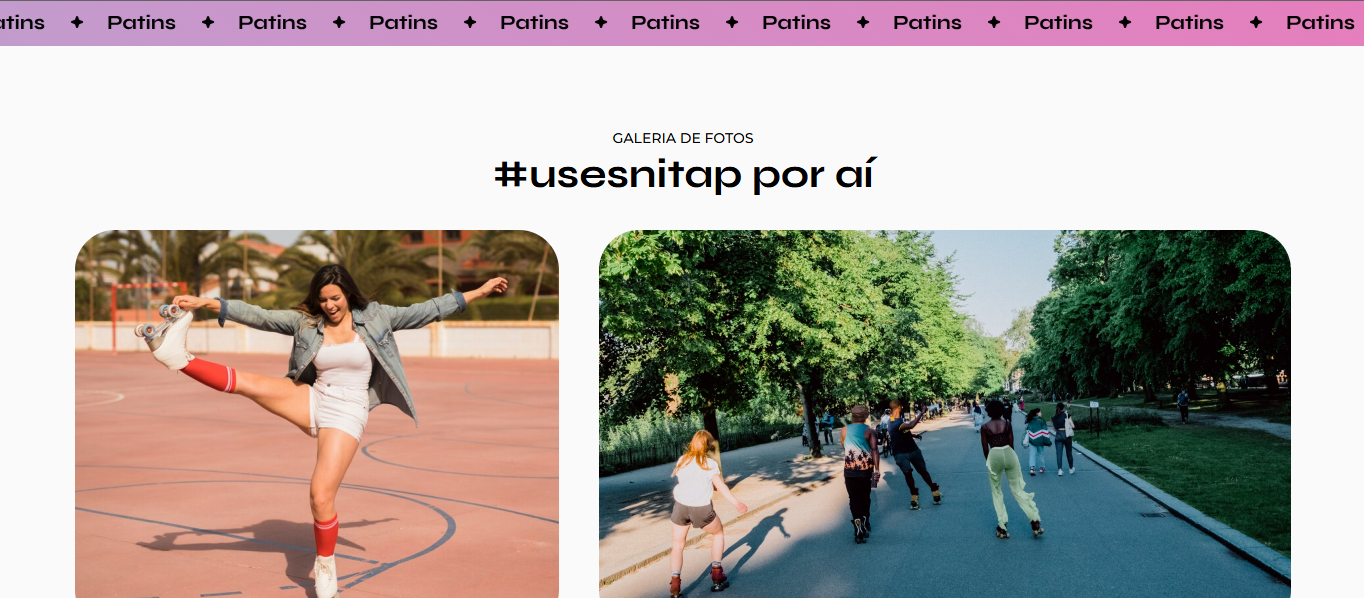 atins ✦ Patins ✦ Patins ✦ Patins ✦ Patins ✦ Patins ✦ Patins ✦ Patins ✦ Patins ✦ Patins ✦ Patins
GALERIA DE FOTOS
#usesnitap por aí